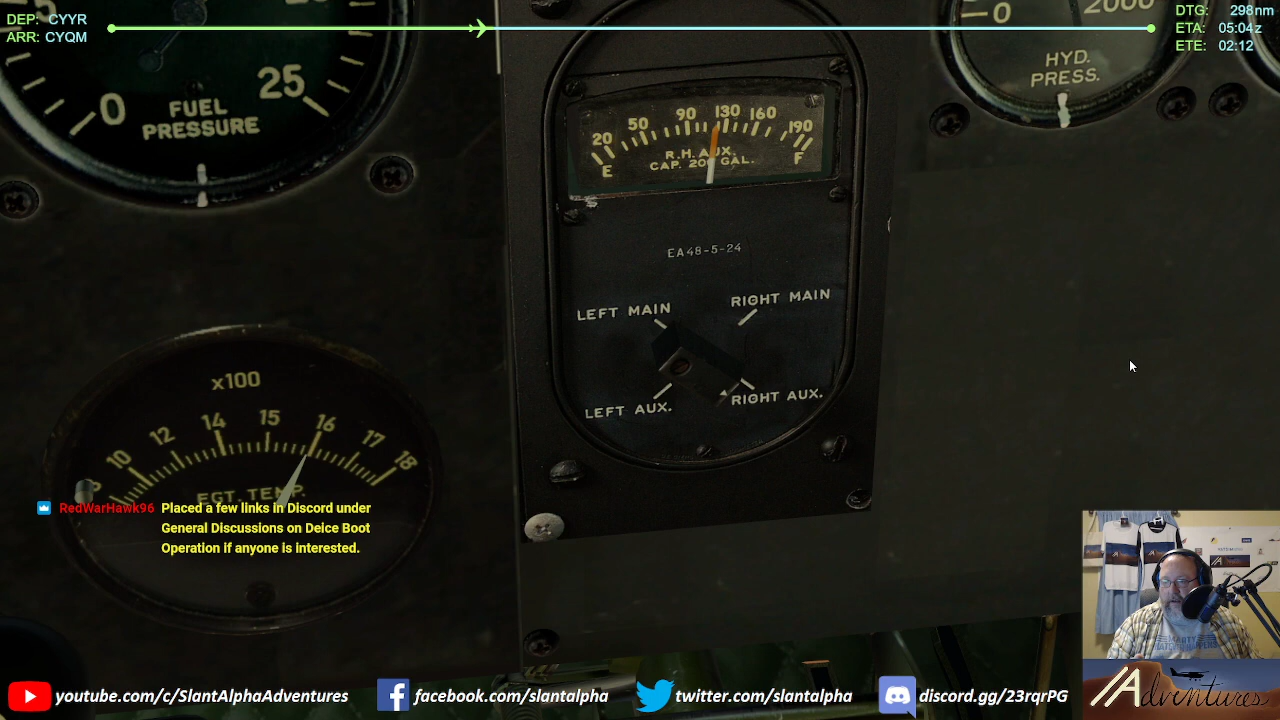 DEP: CYYR
ARR: CYQM
DTG: 298nm
ETA: 05:04z
ETE: 02:12
0 25
FUEL
PRESSURE
0 2000
HYD.
PRESS.
20 50 90 130 160 190
R.H. AUX.
CAP. 200 GAL.
E F
EA48-5-24
LEFT MAIN RIGHT MAIN
LEFT AUX. RIGHT AUX.
x100
10 12 14 15 16 17 18
EGT. TEMP.
RedWarHawk96 Placed a few links in Discord under
General Discussions on Deice Boot
Operation if anyone is interested.
youtube.com/c/SlantAlphaAdventures
facebook.com/slantalpha
twitter.com/slantalpha
discord.gg/23rqrPG
Adventures